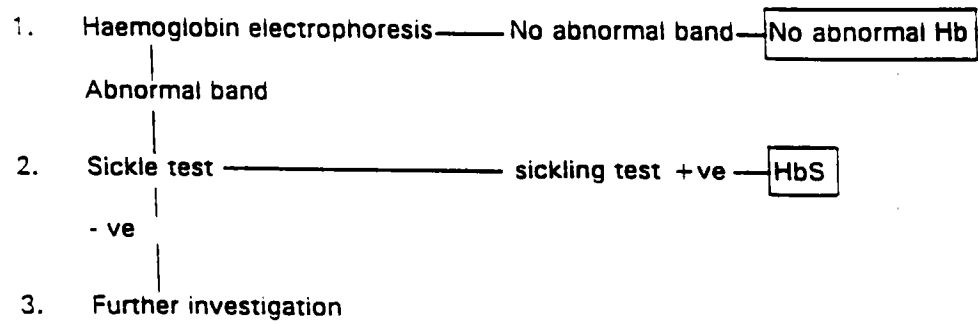 1. Haemoglobin electrophoresis No abnormal band No abnormal Hb
Abnormal band
2. Sickle test sickling test +ve HbS
- ve
3. Further investigation